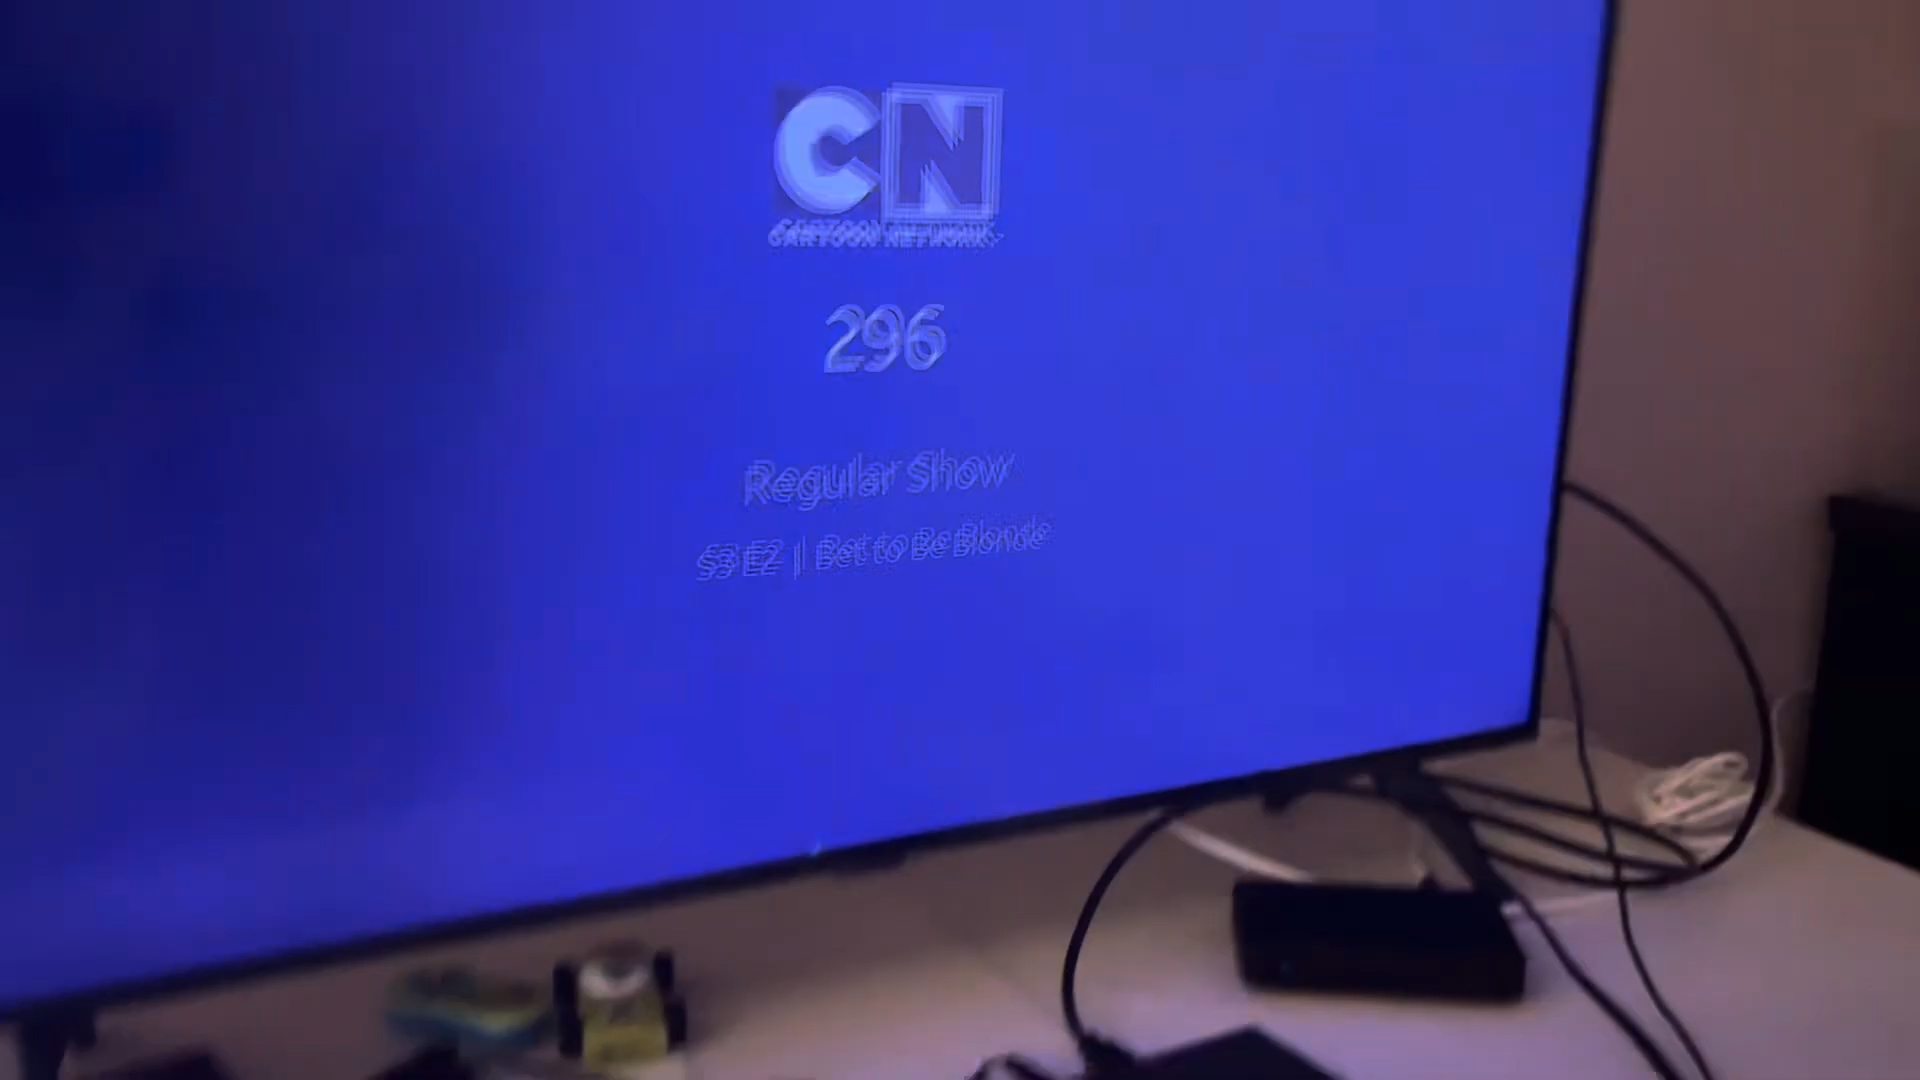 CN
CARTOON NETWORK
296
Regular Show
S3 E2 | Bet to Be Blonde